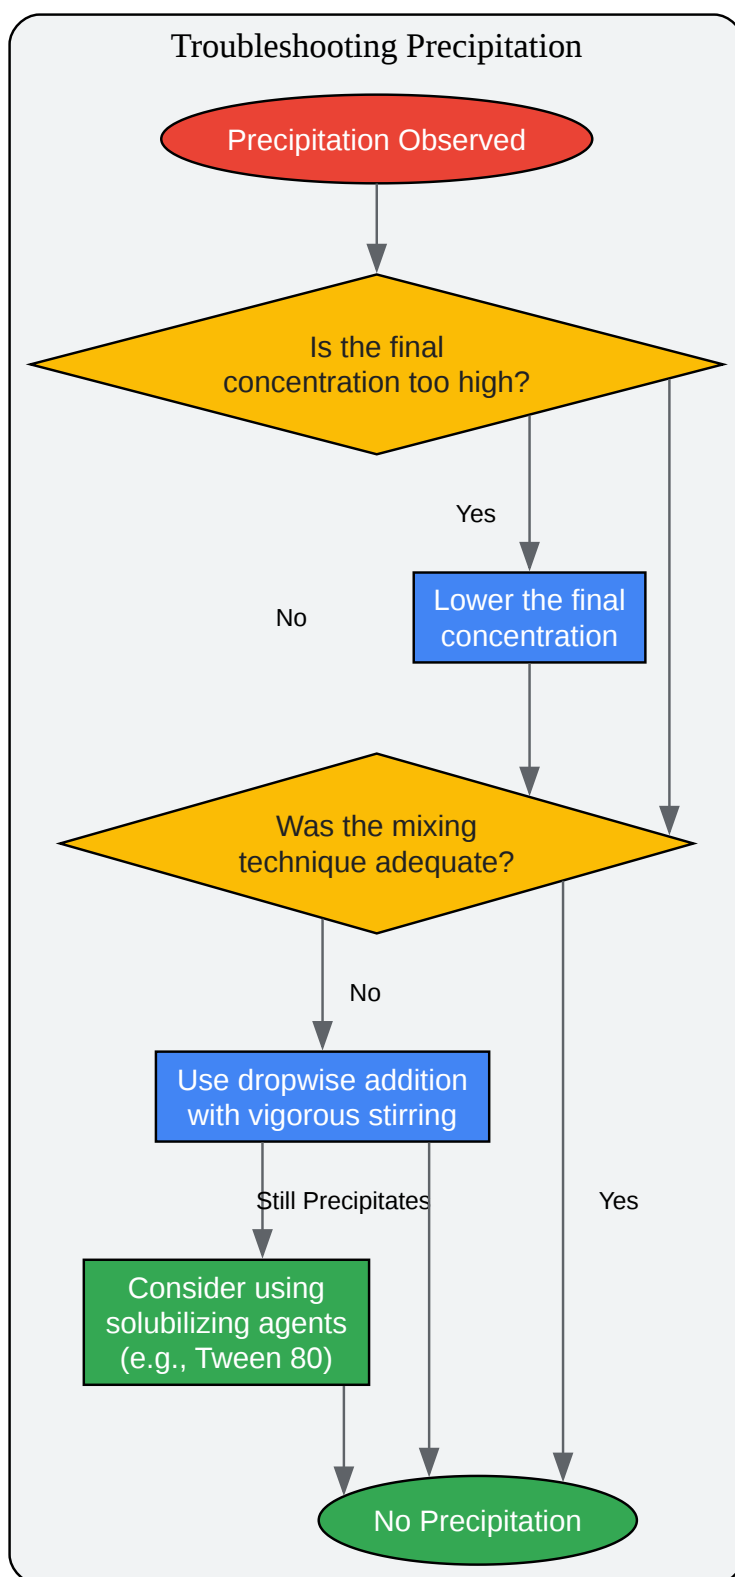 Troubleshooting Precipitation
Precipitation Observed
Is the final
concentration too high?
Yes
Lower the final
concentration
No
Was the mixing
technique adequate?
No
Use dropwise addition
with vigorous stirring
Still Precipitates
Yes
Consider using
solubilizing agents
(e.g., Tween 80)
No Precipitation